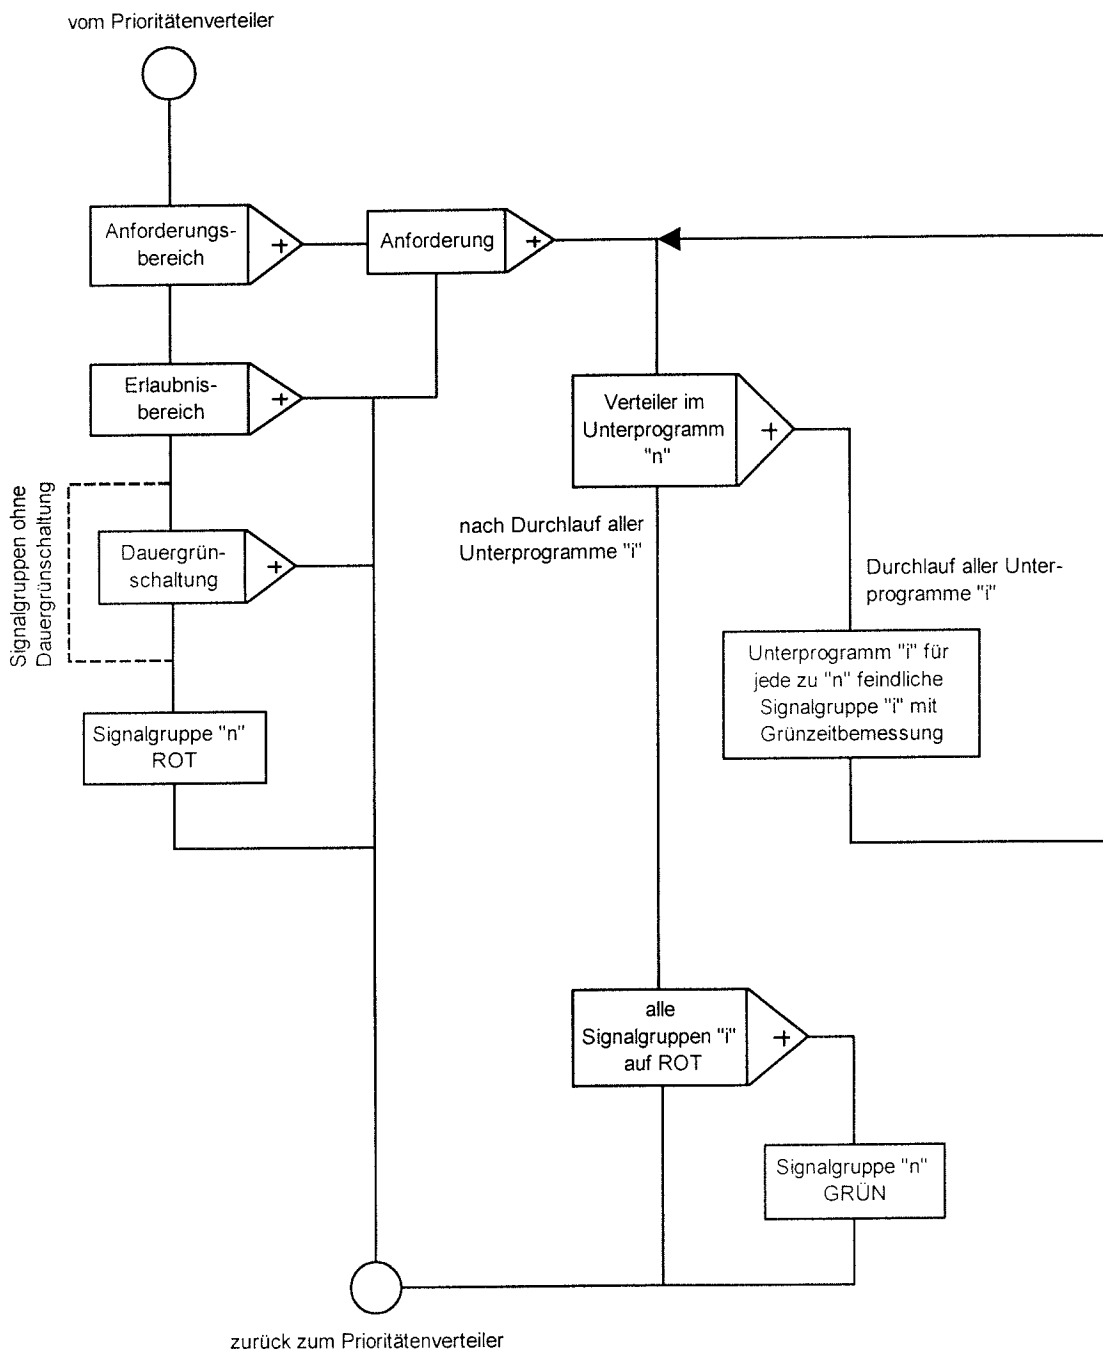 vom Prioritätenverteiler
Anforderungs-
bereich
+
Anforderung
+
Erlaubnis-
bereich
+
Verteiler im
Unterprogramm
"n"
+
Signalgruppen ohne
Dauergrünschaltung
Dauergrün-
schaltung
+
nach Durchlauf aller
Unterprogramme "i"
Durchlauf aller Unter-
programme "i"
Unterprogramm "i" für
jede zu "n" feindliche
Signalgruppe "i" mit
Grünzeitbemessung
Signalgruppe "n"
ROT
alle
Signalgruppen "i"
auf ROT
+
Signalgruppe "n"
GRÜN
zurück zum Prioritätenverteiler